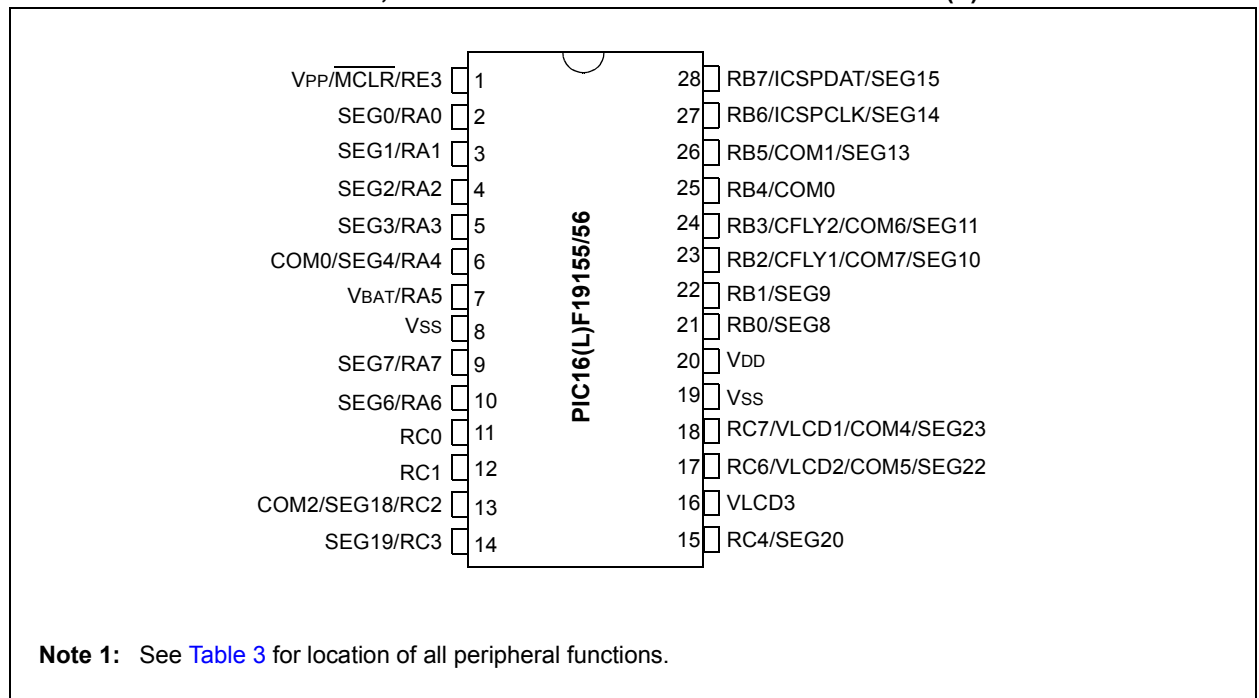 (1)
VPP/MCLR/RE3 1 28 RB7/ICSPDAT/SEG15
SEG0/RA0 2 27 RB6/ICSPCLK/SEG14
SEG1/RA1 3 26 RB5/COM1/SEG13
SEG2/RA2 4 25 RB4/COM0
SEG3/RA3 5 24 RB3/CFLY2/COM6/SEG11
COM0/SEG4/RA4 6 23 RB2/CFLY1/COM7/SEG10
VBAT/RA5 7 22 RB1/SEG9
VSS 8 21 RB0/SEG8
SEG7/RA7 9 20 VDD
SEG6/RA6 10 19 VSS
RC0 11 18 RC7/VLCD1/COM4/SEG23
RC1 12 17 RC6/VLCD2/COM5/SEG22
COM2/SEG18/RC2 13 16 VLCD3
SEG19/RC3 14 15 RC4/SEG20
PIC16(L)F19155/56
Note 1: See Table 3 for location of all peripheral functions.